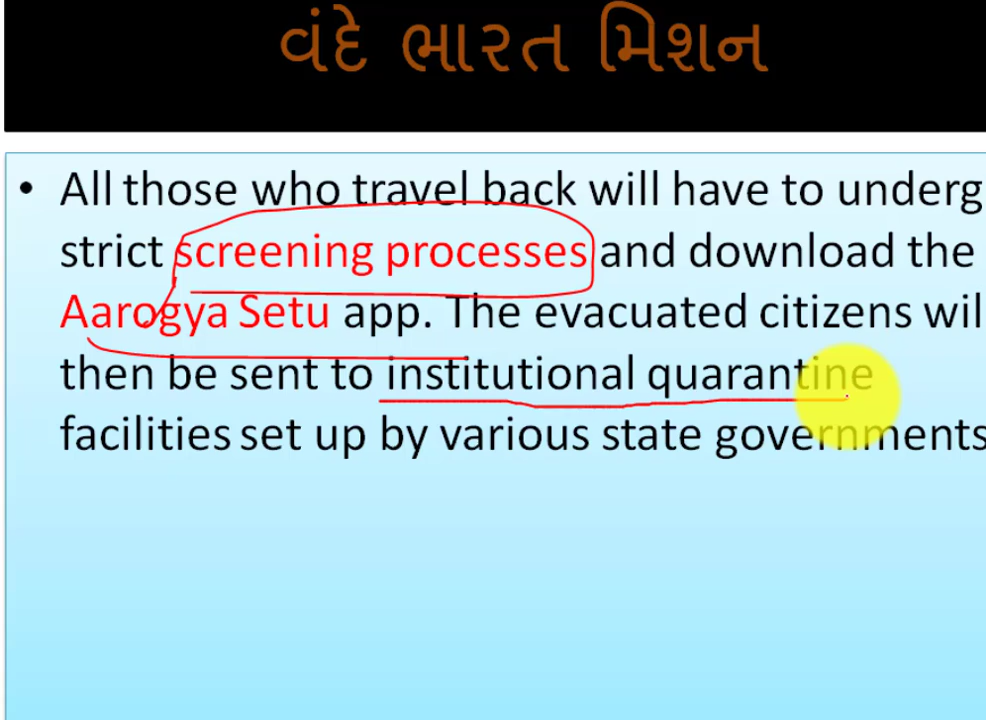 વંદે ભારત મિશન
• All those who travel back will have to underg
strict screening processes and download the
Aarogya Setu app. The evacuated citizens wil
then be sent to institutional quarantine
facilities set up by various state governments